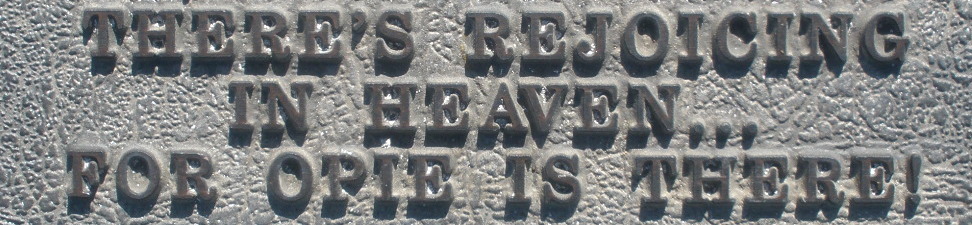 THERE'S REJOICING
IN HEAVEN...
FOR OPIE IS THERE!